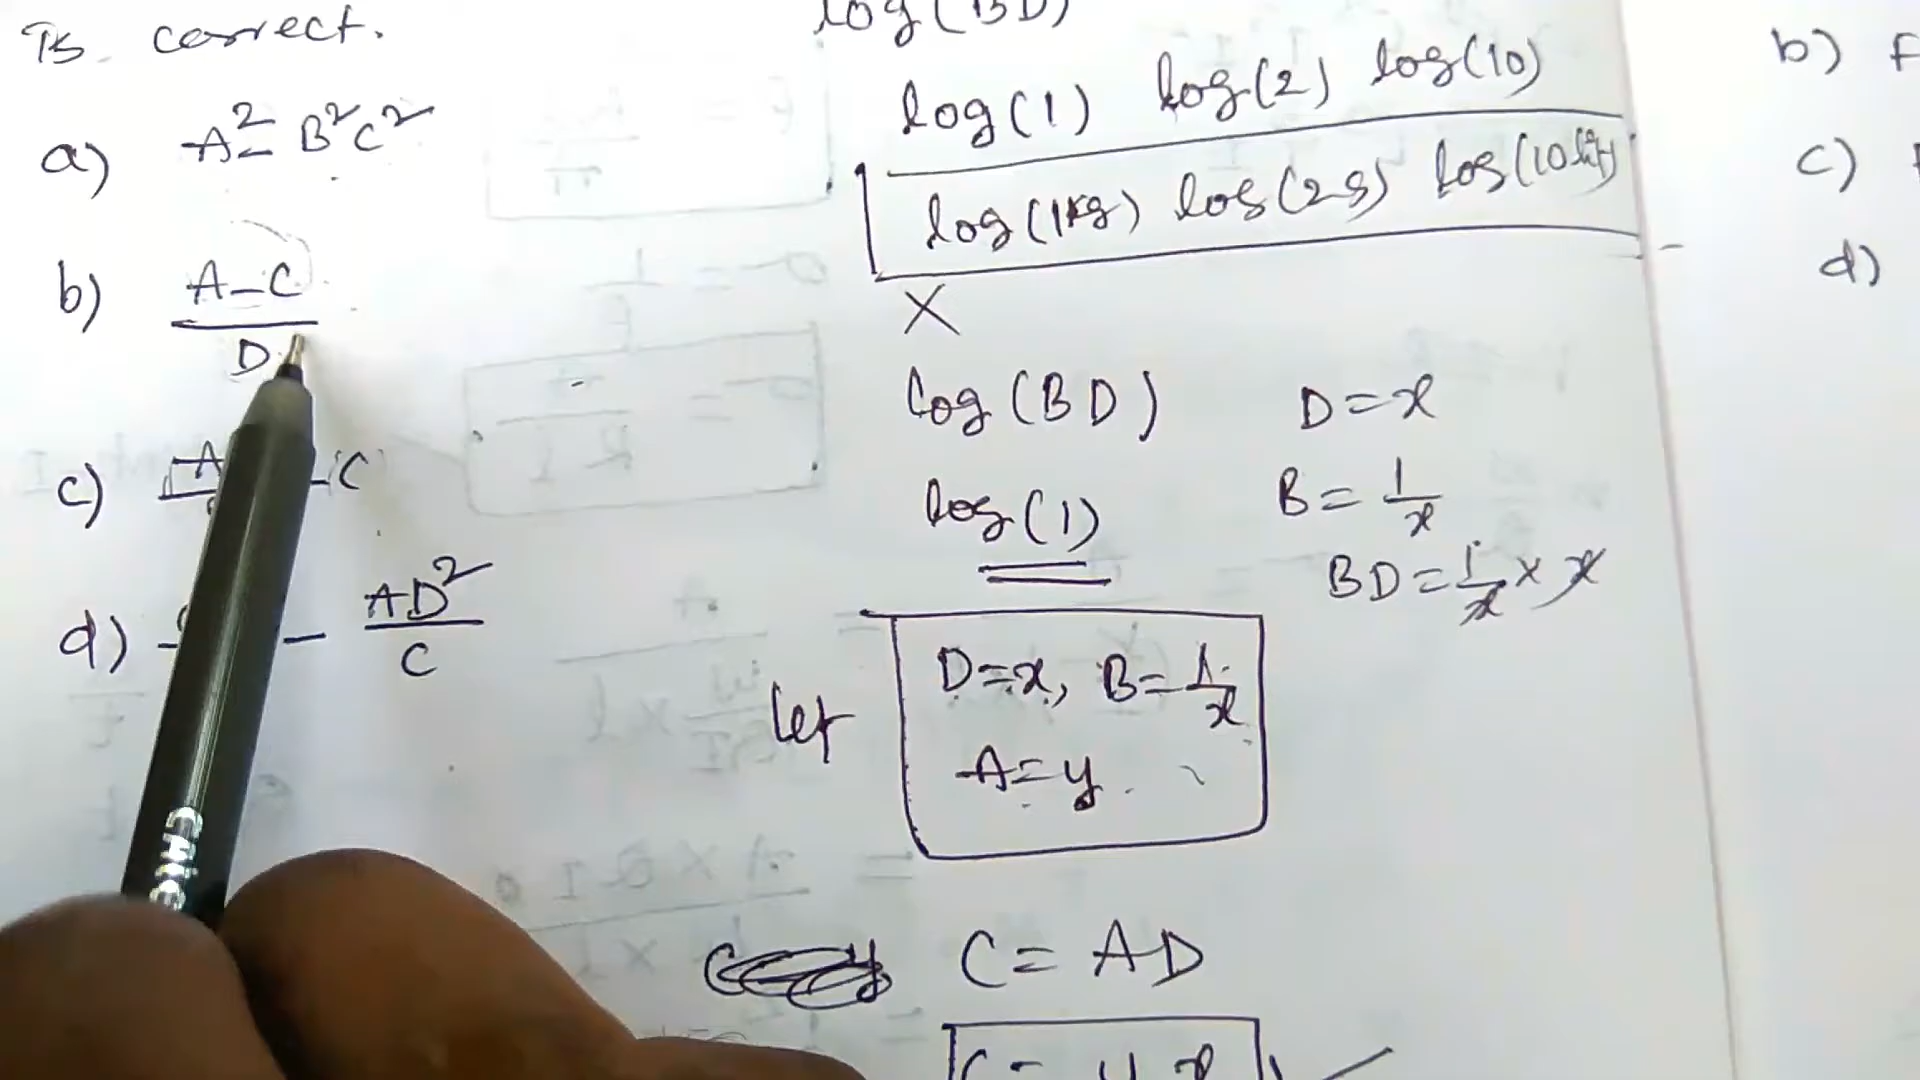 is correct.
a) A² = B²C²
b) A-C / D
c) A C
d) - AD² / C
log(BD)
log(1) log(2) log(10)
log(1kg) log(2g) log(10
X
log(BD)
log(1)
D=x
B=1/x
BD=1/x × x
let
D=x, B=1/x
A=y.
C= AD
C= y x
b)
c)
d)